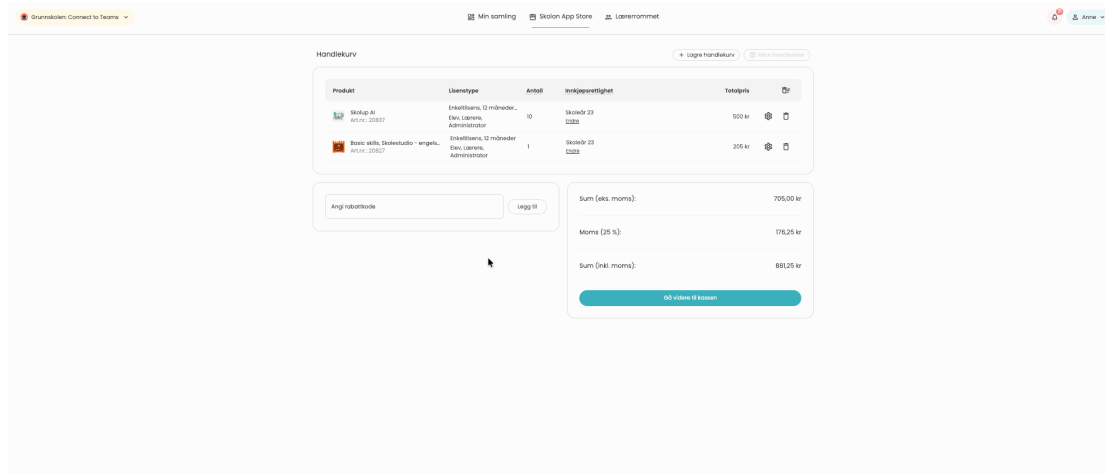 Grunnskolen: Connect to Teams
Min samling
Skolon App Store
Lærerrommet
Anne
Handlekurv
+ Lagre handlekurv
Produkt
Lisenstype
Antall
Innkjøpsrettighet
Totalpris
Skolup AI
Art.nr.: 20837
Enkeltlisens, 12 måneder...
Elev, Lærere,
Administrator
10
Skoleår 23
Endre
500 kr
Basic skills, Skolestudio - engels...
Art.nr.: 20827
Enkeltlisens, 12 måneder
Elev, Lærere,
Administrator
1
Skoleår 23
Endre
205 kr
Angi rabattkode
Legg til
Sum (eks. moms):
705,00 kr
Moms (25 %):
176,25 kr
Sum (inkl. moms):
881,25 kr
Gå videre til kassen